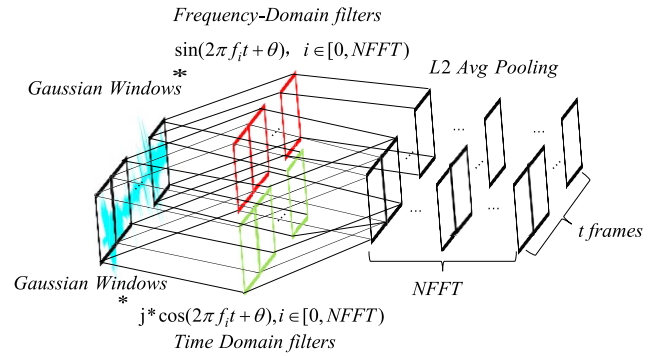 Frequency-Domain filters
sin(2π f_i t + θ), i ∈ [0, NFFT)
*
Gaussian Windows
L2 Avg Pooling
...
...
...
...
...
...
...
...
t frames
NFFT
Gaussian Windows
*
j*cos(2π f_i t + θ), i ∈ [0, NFFT)
Time Domain filters